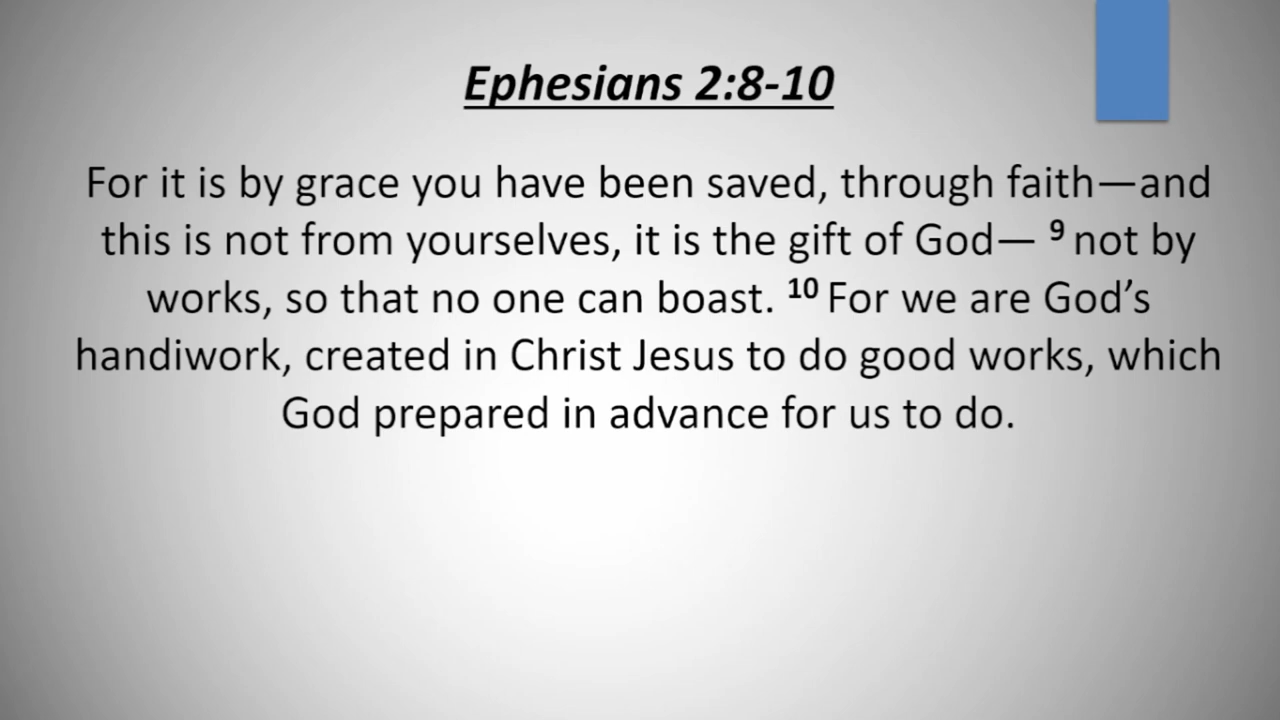 Ephesians 2:8-10
For it is by grace you have been saved, through faith—and
this is not from yourselves, it is the gift of God— 9 not by
works, so that no one can boast. 10 For we are God’s
handiwork, created in Christ Jesus to do good works, which
God prepared in advance for us to do.